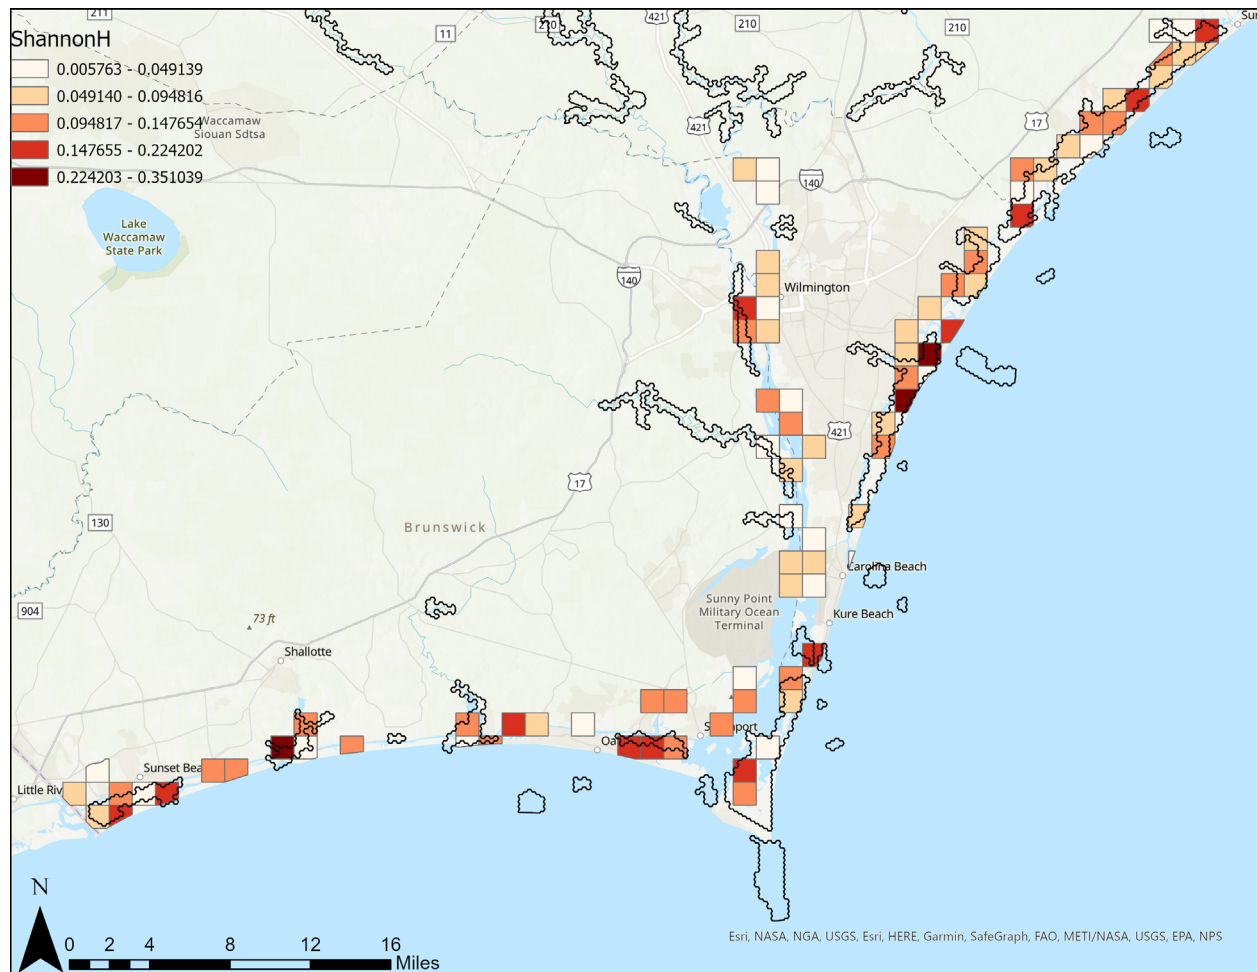 211
421
210
11
210
210
Sur
ShannonH
0.005763 - 0.049139
0.049140 - 0.094816
0.094817 - 0.147654
0.147655 - 0.224202
0.224203 - 0.351039
Waccamaw
Siouan Sdtsa
421
17
140
Lake
Waccamaw
State Park
140
Wilmington
421
17
130
Brunswick
Carolina Beach
Sunny Point
Military Ocean
Terminal
904
73 ft
Kure Beach
Shallotte
Oa
S port
Sunset Bea
Little Riv
N
0 2 4 8 12 16
Miles
Esri, NASA, NGA, USGS, Esri, HERE, Garmin, SafeGraph, FAO, METI/NASA, USGS, EPA, NPS